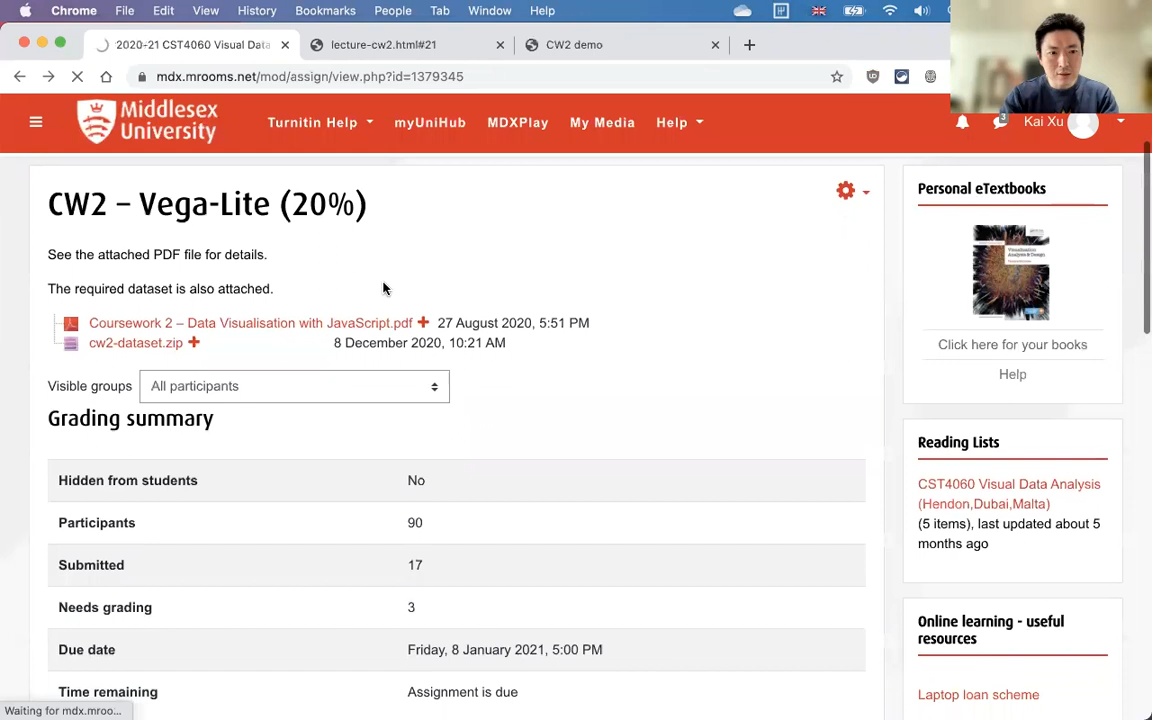 Chrome File Edit View History Bookmarks People Tab Window Help
2020-21 CST4060 Visual Data
lecture-cw2.html#21
CW2 demo
mdx.mrooms.net/mod/assign/view.php?id=1379345
Middlesex
University
Turnitin Help myUniHub MDXPlay My Media Help
3
Kai Xu
CW2 – Vega-Lite (20%)
See the attached PDF file for details.
The required dataset is also attached.
Coursework 2 – Data Visualisation with JavaScript.pdf 27 August 2020, 5:51 PM
cw2-dataset.zip 8 December 2020, 10:21 AM
Visible groups All participants
Grading summary
Hidden from students No
Participants 90
Submitted 17
Needs grading 3
Due date Friday, 8 January 2021, 5:00 PM
Time remaining Assignment is due
Personal eTextbooks
Click here for your books
Help
Reading Lists
CST4060 Visual Data Analysis
(Hendon,Dubai,Malta)
(5 items), last updated about 5
months ago
Online learning - useful
resources
Laptop loan scheme
Waiting for mdx.mroo...